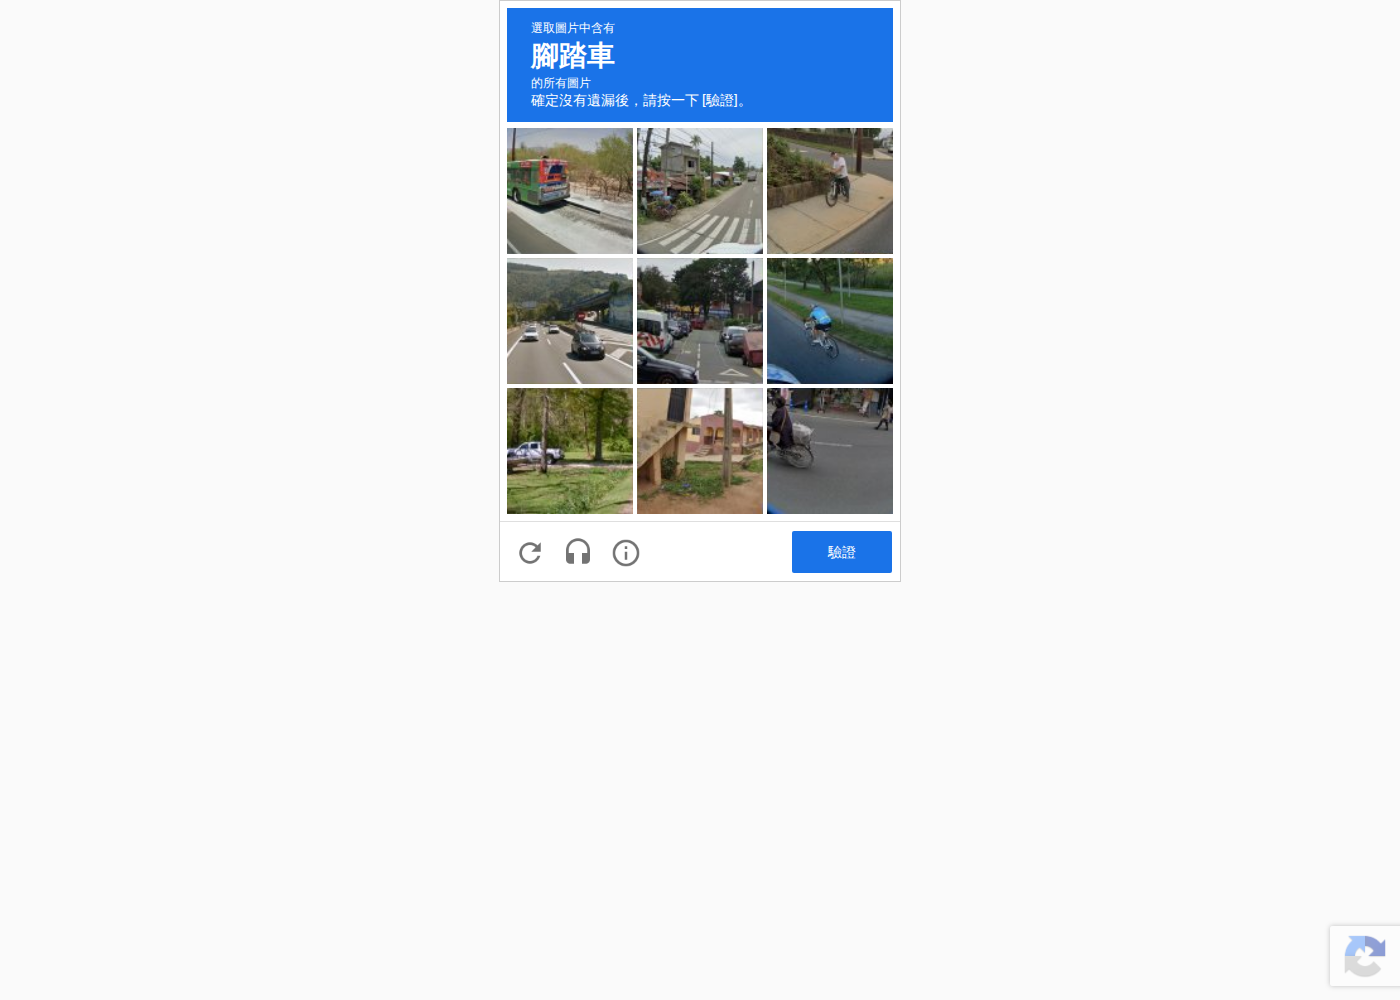 選取圖片中含有
腳踏車
的所有圖片
確定沒有遺漏後，請按一下 [驗證]。
驗證